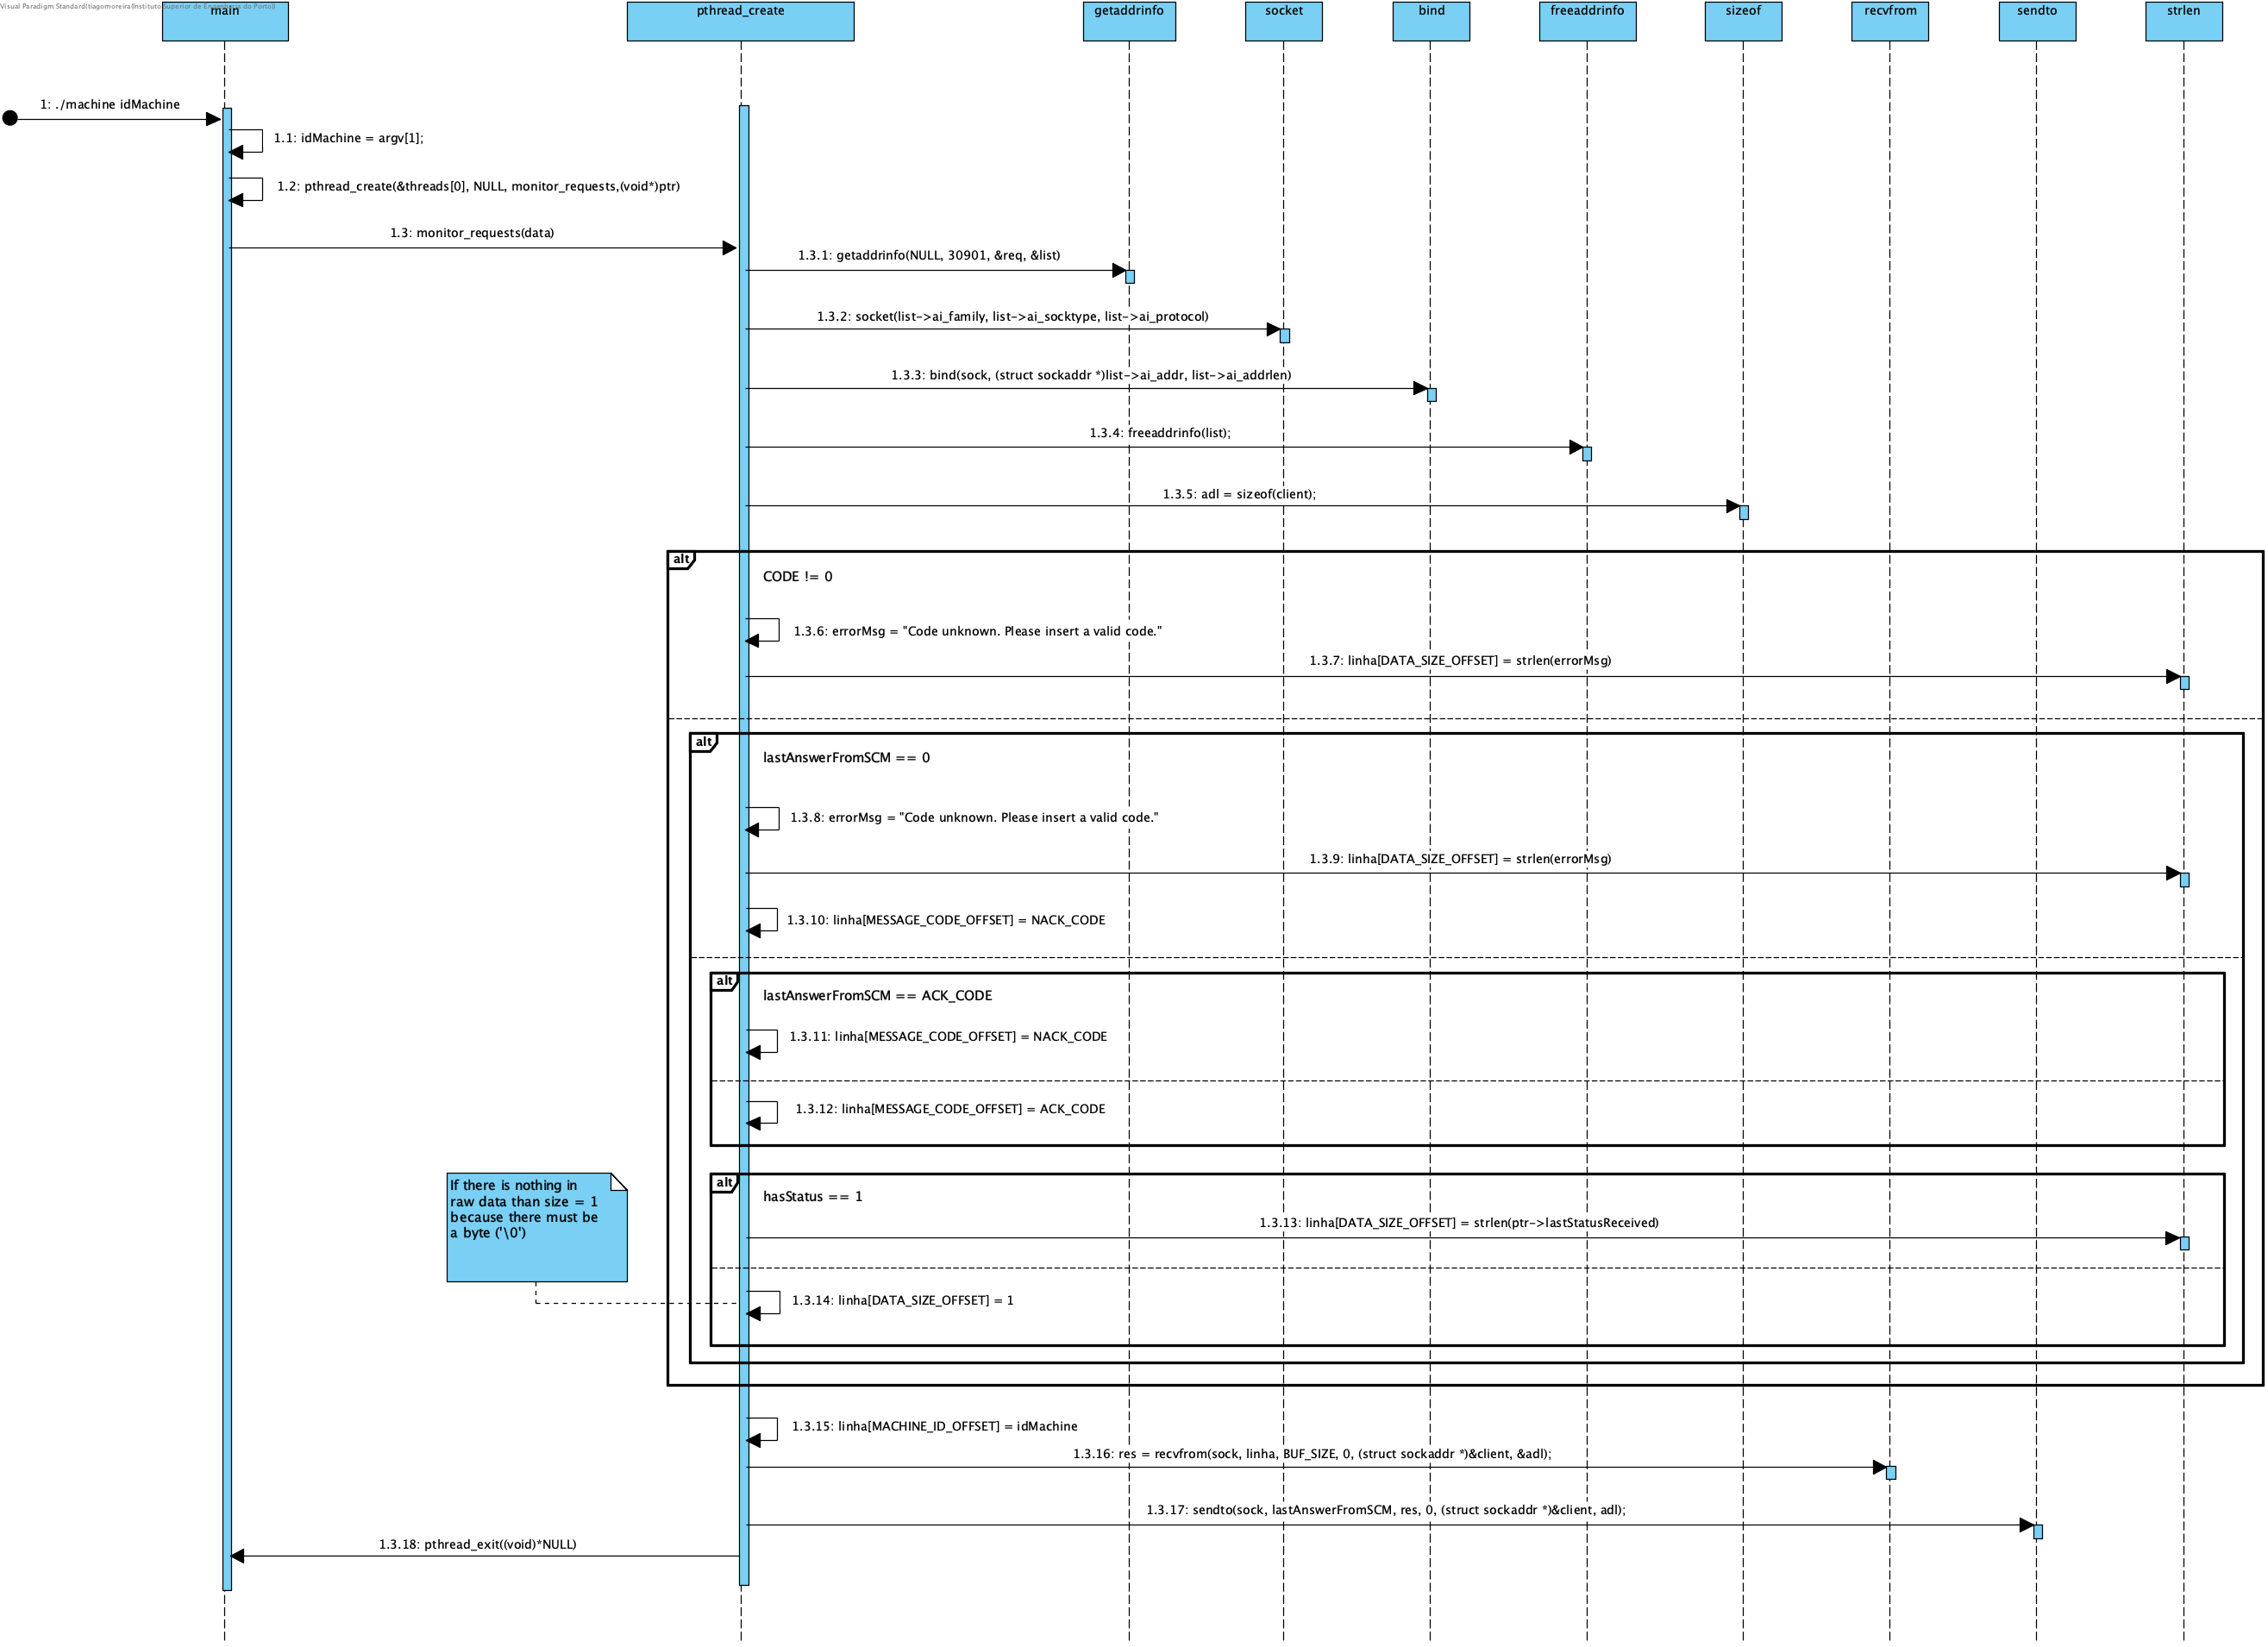 Visual Paradigm Standard(tiagomoreira(Instituto Superior de Engenharia do Porto))
main
pthread_create
getaddrinfo
socket
bind
freeaddrinfo
sizeof
recvfrom
sendto
strlen
1: ./machine idMachine
1.1: idMachine = argv[1];
1.2: pthread_create(&threads[0], NULL, monitor_requests,(void*)ptr)
1.3: monitor_requests(data)
1.3.1: getaddrinfo(NULL, 30901, &req, &list)
1.3.2: socket(list->ai_family, list->ai_socktype, list->ai_protocol)
1.3.3: bind(sock, (struct sockaddr *)list->ai_addr, list->ai_addrlen)
1.3.4: freeaddrinfo(list);
1.3.5: adl = sizeof(client);
alt
CODE != 0
1.3.6: errorMsg = "Code unknown. Please insert a valid code."
1.3.7: linha[DATA_SIZE_OFFSET] = strlen(errorMsg)
alt
lastAnswerFromSCM == 0
1.3.8: errorMsg = "Code unknown. Please insert a valid code."
1.3.9: linha[DATA_SIZE_OFFSET] = strlen(errorMsg)
1.3.10: linha[MESSAGE_CODE_OFFSET] = NACK_CODE
alt
lastAnswerFromSCM == ACK_CODE
1.3.11: linha[MESSAGE_CODE_OFFSET] = NACK_CODE
1.3.12: linha[MESSAGE_CODE_OFFSET] = ACK_CODE
alt
hasStatus == 1
If there is nothing in
raw data than size = 1
because there must be
a byte ('\0')
1.3.13: linha[DATA_SIZE_OFFSET] = strlen(ptr->lastStatusReceived)
1.3.14: linha[DATA_SIZE_OFFSET] = 1
1.3.15: linha[MACHINE_ID_OFFSET] = idMachine
1.3.16: res = recvfrom(sock, linha, BUF_SIZE, 0, (struct sockaddr *)&client, &adl);
1.3.17: sendto(sock, lastAnswerFromSCM, res, 0, (struct sockaddr *)&client, adl);
1.3.18: pthread_exit((void)*NULL)